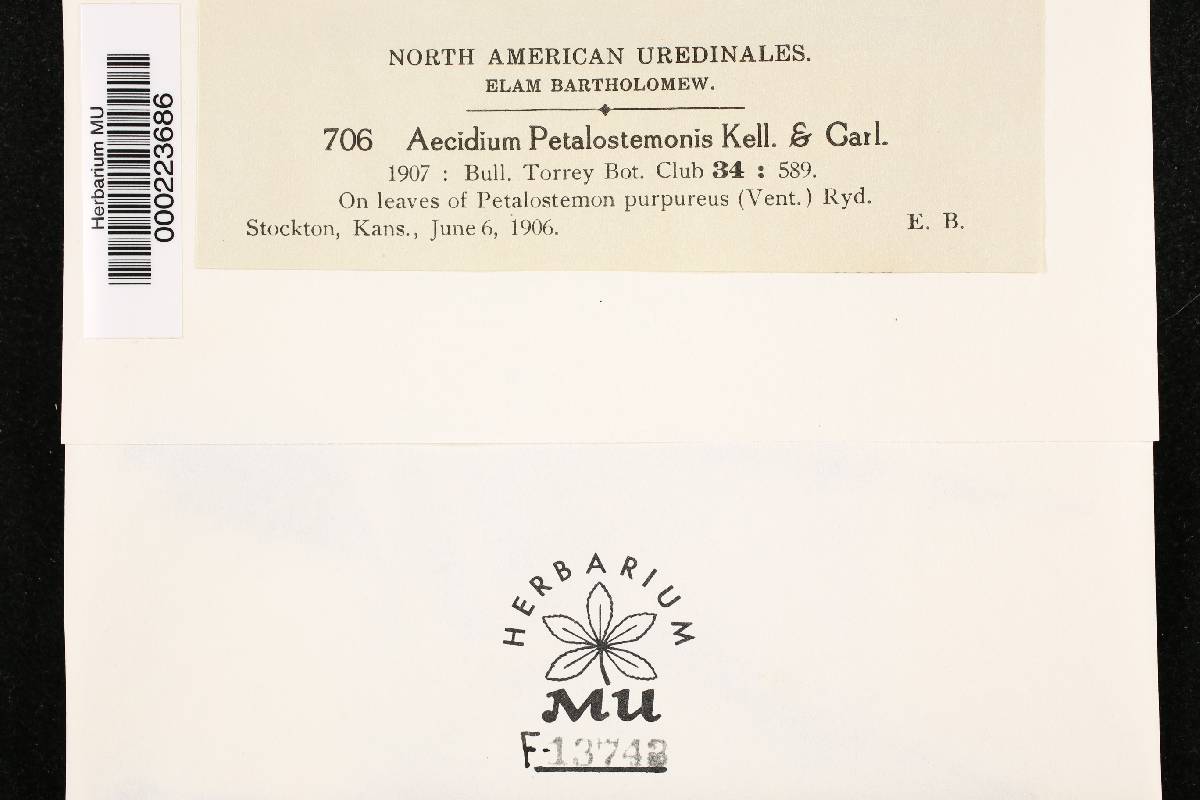 Herbarium MU
000223686
NORTH AMERICAN UREDINALES.
ELAM BARTHOLOMEW.
706 Aecidium Petalostemonis Kell. & Carl.
1907 : Bull. Torrey Bot. Club 34 : 589.
On leaves of Petalostemon purpureus (Vent.) Ryd.
Stockton, Kans., June 6, 1906. E. B.
HERBARIUM
MU